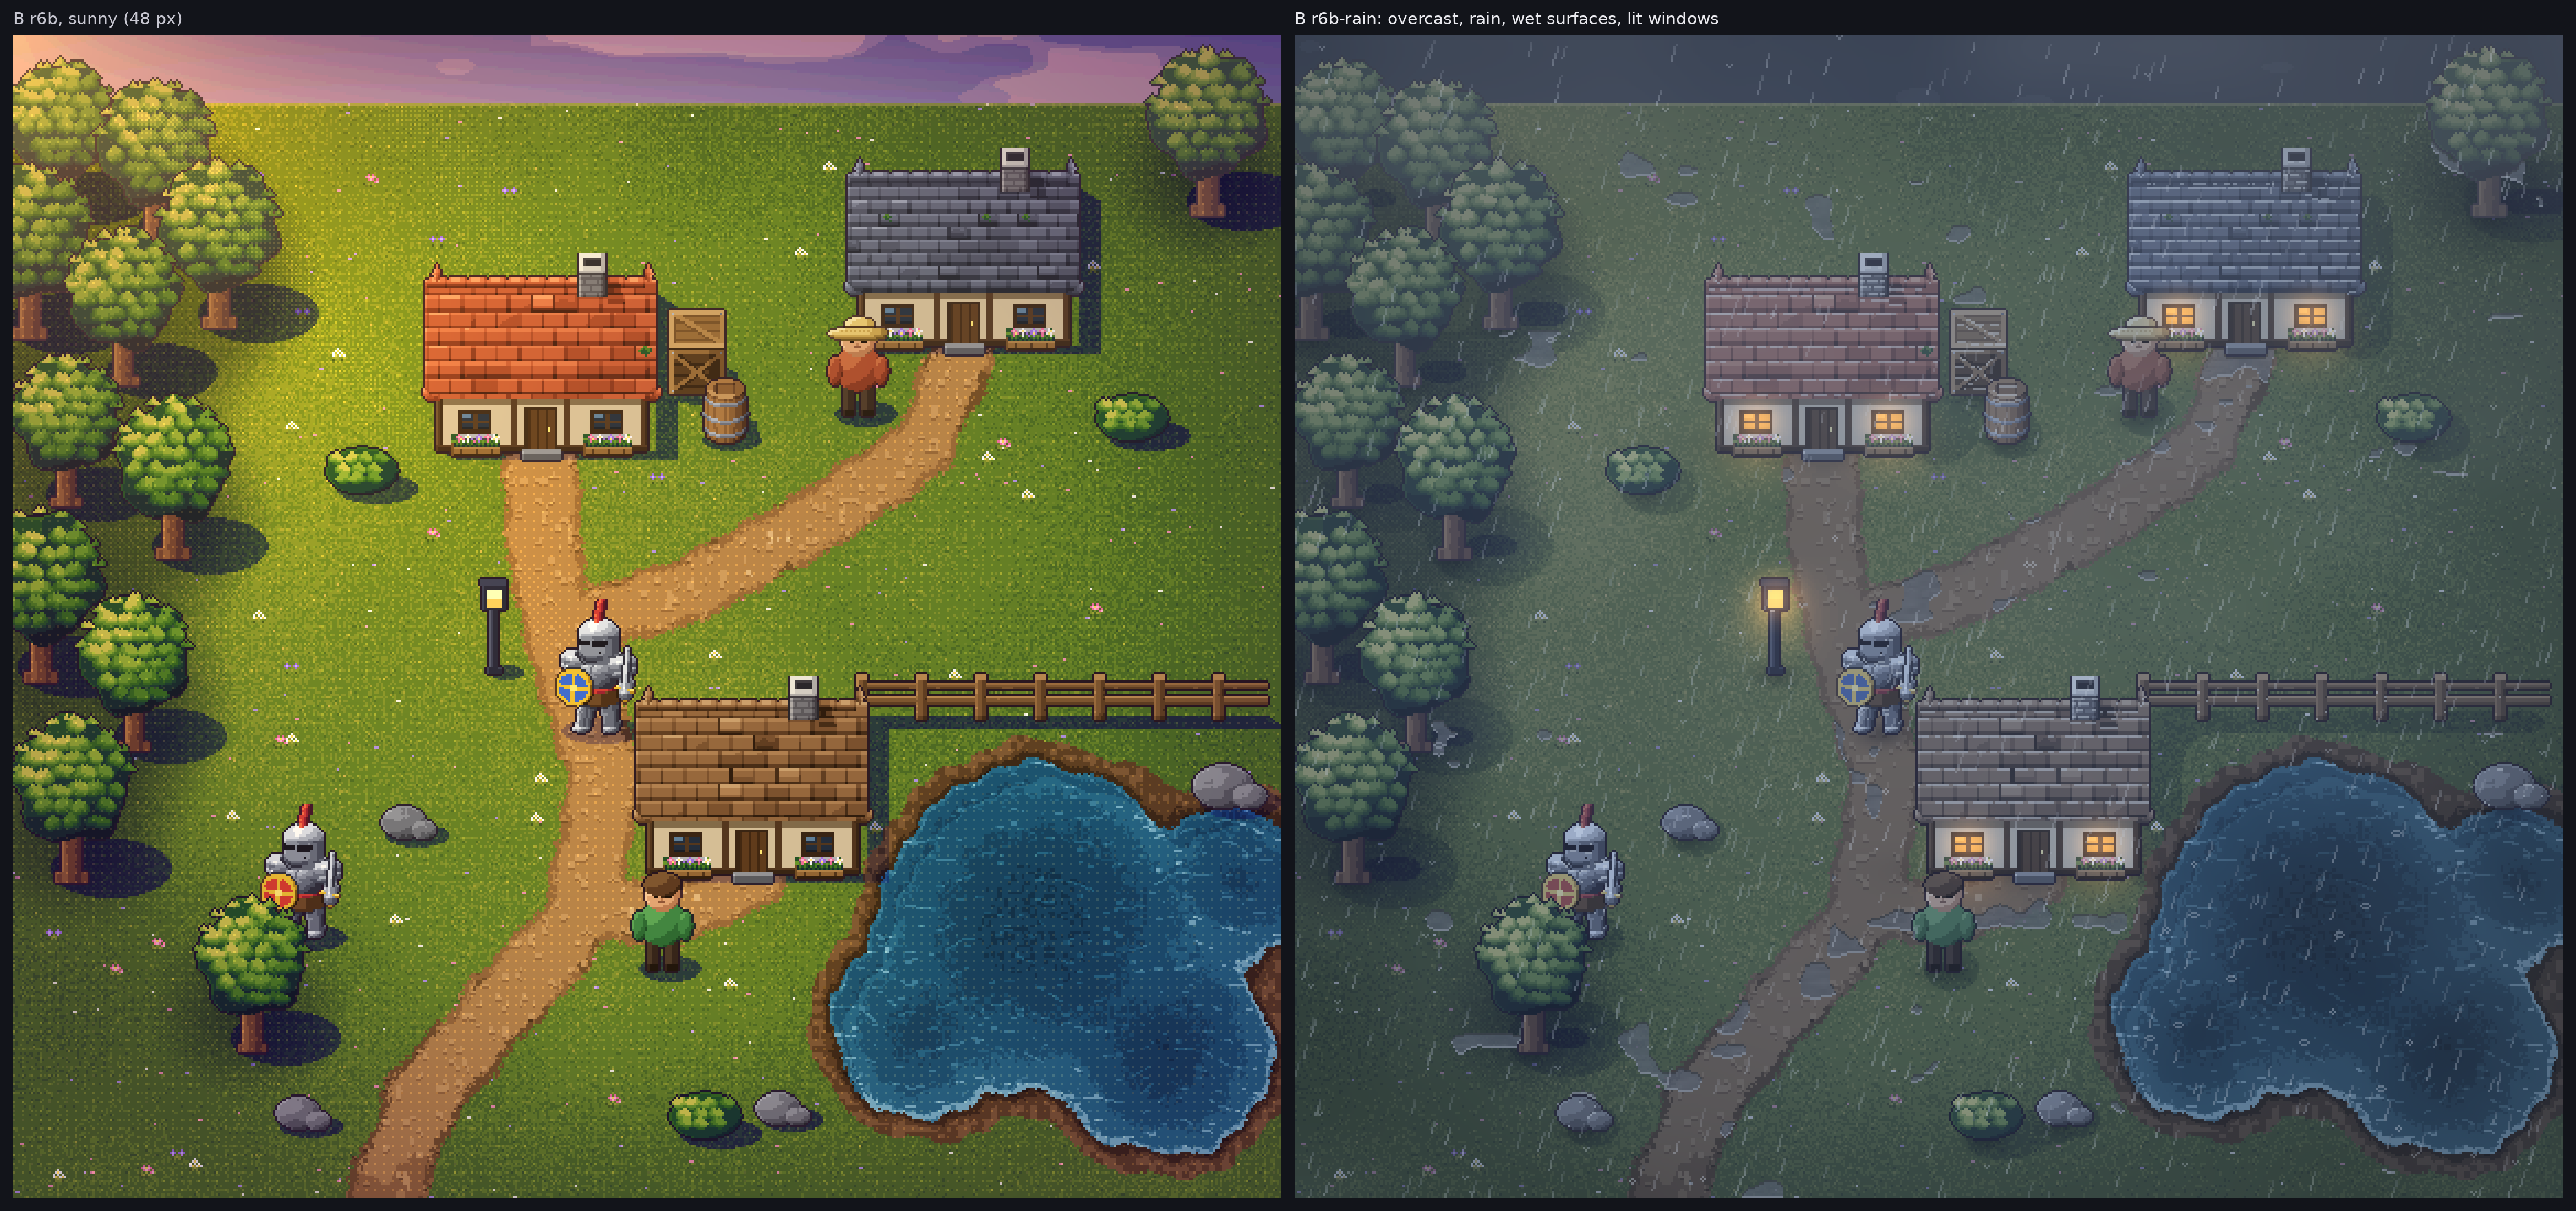 B r6b, sunny (48 px)
B r6b-rain: overcast, rain, wet surfaces, lit windows